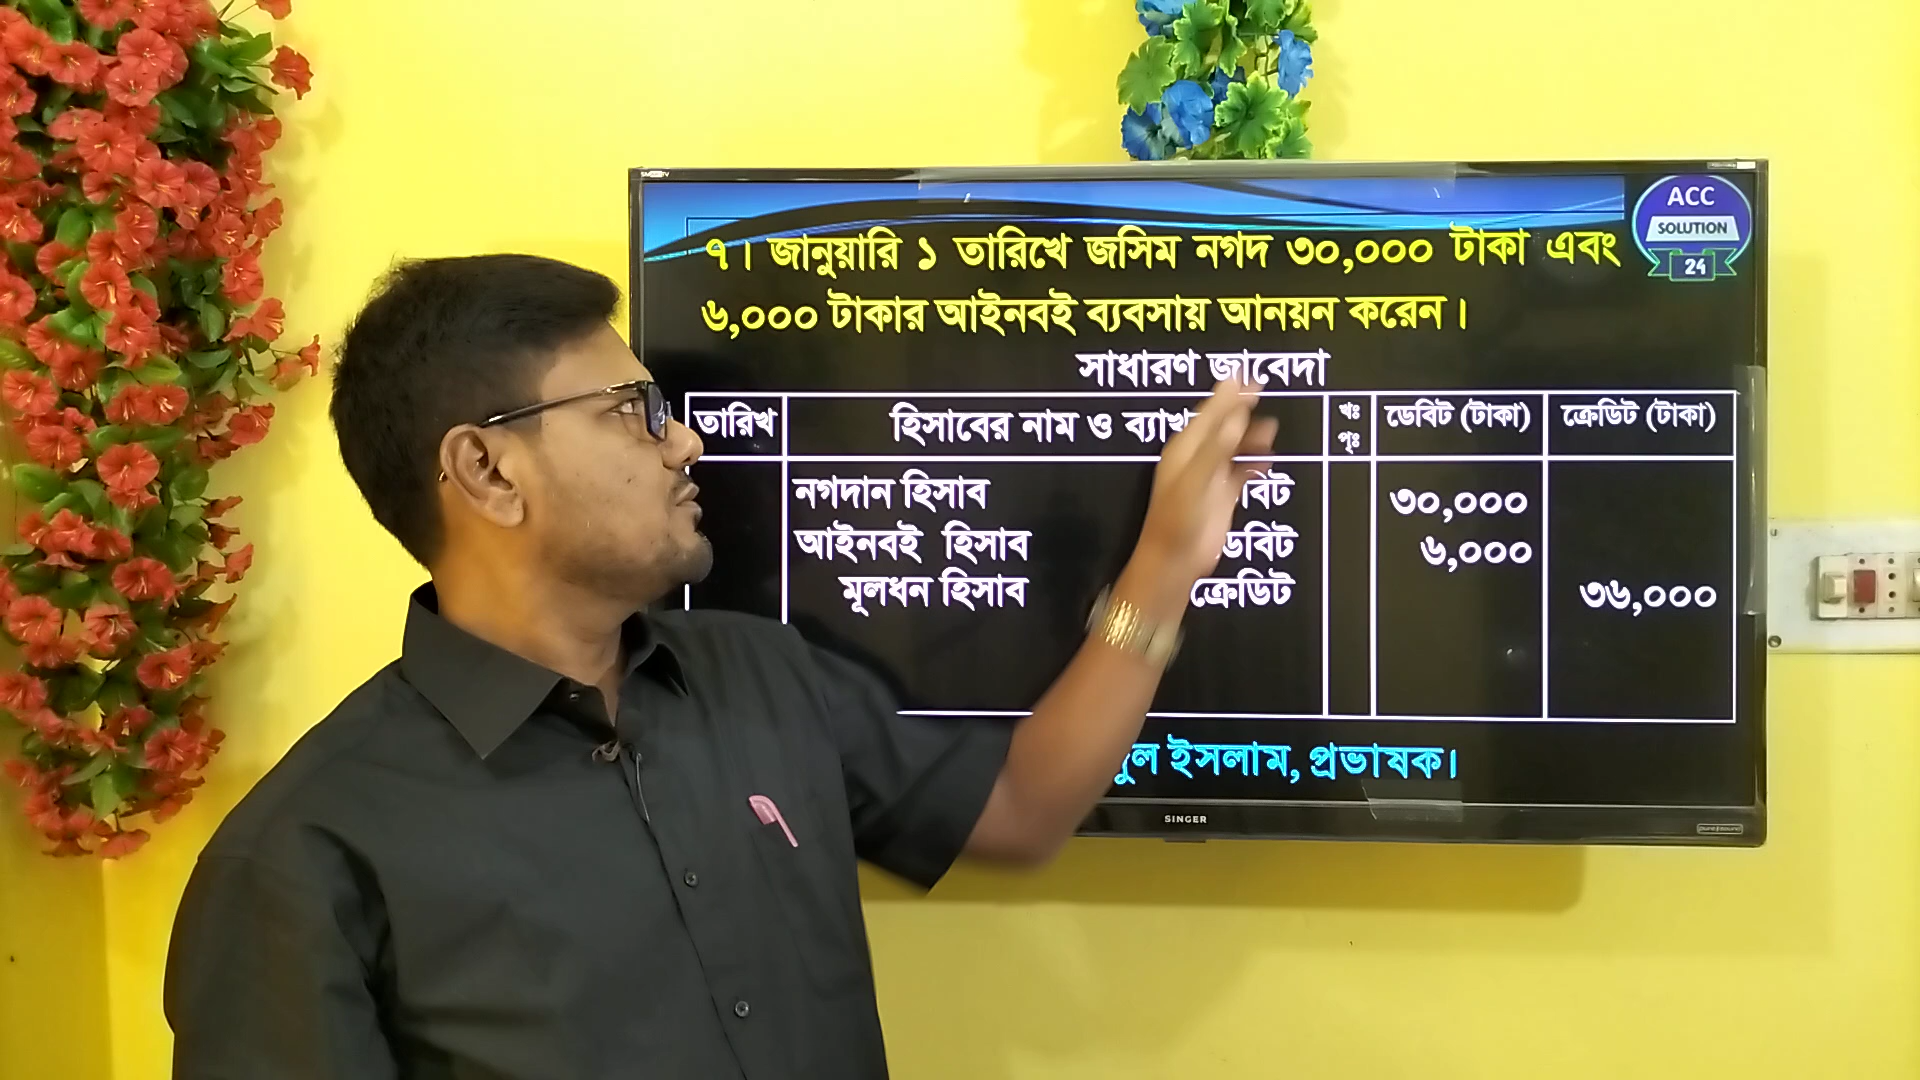 ৭। জানুয়ারি ১ তারিখে জসিম নগদ ৩০,০০০ টাকা এবং
৬,০০০ টাকার আইনবই ব্যবসায় আনয়ন করেন।
ACC
SOLUTION
24
সাধারণ জাবেদা
তারিখ হিসাবের নাম ও খঃ পৃঃ ডেবিট (টাকা) ক্রেডিট (টাকা)
নগদান হিসাব ৩০,০০০
আইনবই হিসাব ডেবিট ৬,০০০
মূলধন হিসাব ক্রেডিট ৩৬,০০০
ইসলাম, প্রভাষক।
SINGER